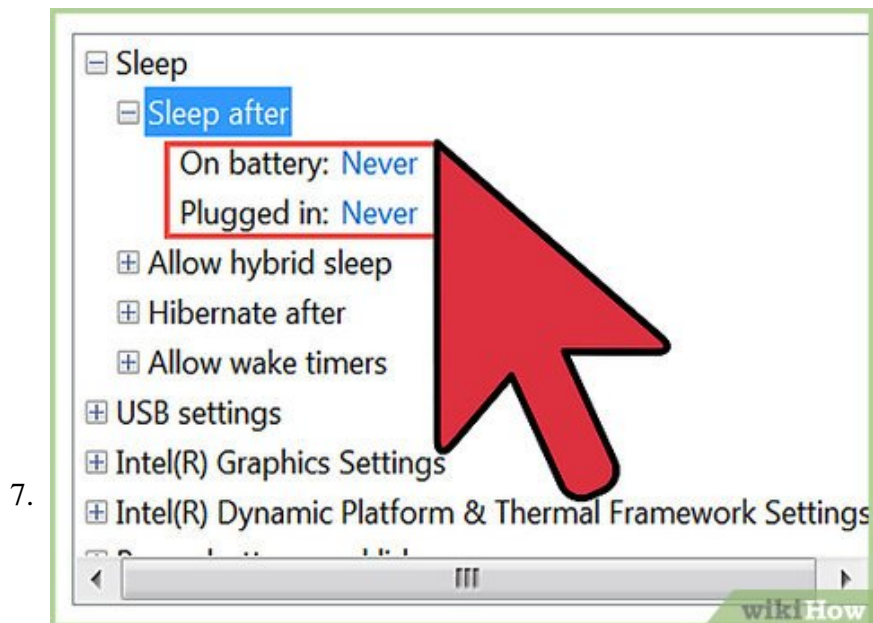 Sleep
Sleep after
On battery: Never
Plugged in: Never
Allow hybrid sleep
Hibernate after
Allow wake timers
USB settings
Intel(R) Graphics Settings
7.
Intel(R) Dynamic Platform & Thermal Framework Settings
wikiHow